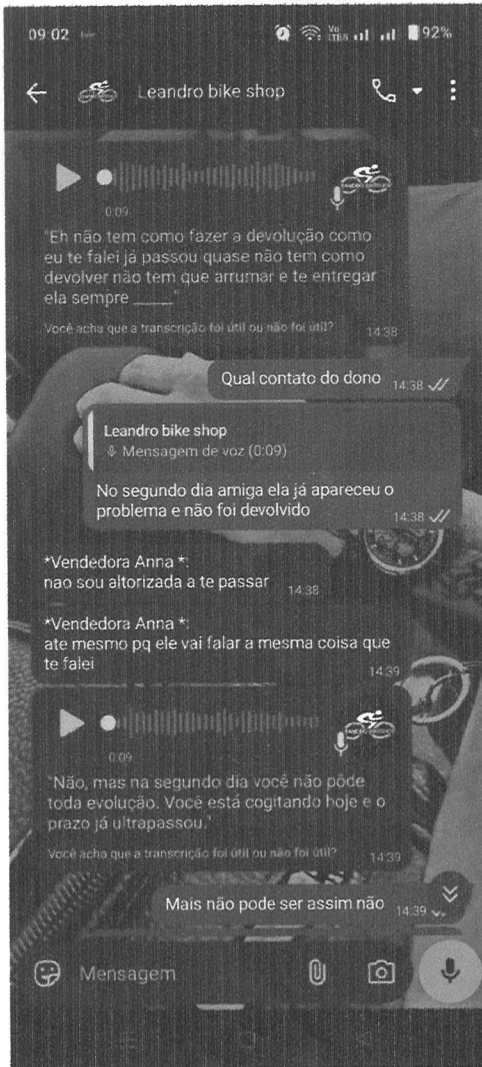 09:02
Vo
LTE
92%
Leandro bike shop
0:09
"Eh não tem como fazer a devolução como
eu te falei já passou quase não tem como
devolver não tem que arrumar e te entregar
ela sempre _____"
Você acha que a transcrição foi útil ou não foi útil?
14:38
Qual contato do dono
14:38
Leandro bike shop
Mensagem de voz (0:09)
No segundo dia amiga ela já apareceu o
problema e não foi devolvido
14:38
*Vendedora Anna *:
nao sou altorizada a te passar
14:38
*Vendedora Anna *:
ate mesmo pq ele vai falar a mesma coisa que
te falei
14:39
0:09
"Não, mas na segundo dia você não pôde
toda evolução. Você está cogitando hoje e o
prazo já ultrapassou."
Você acha que a transcrição foi útil ou não foi útil?
14:39
Mais não pode ser assim não
14:39
Mensagem